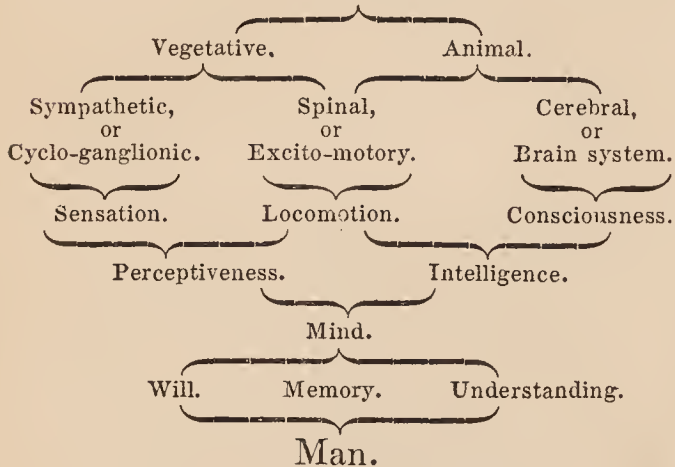 Vegetative. Animal.
Sympathetic, Spinal, Cerebral,
or or or
Cyclo-ganglionic. Excito-motory. Brain system.
Sensation. Locomotion. Consciousness.
Perceptiveness. Intelligence.
Mind.
Will. Memory. Understanding.
Man.